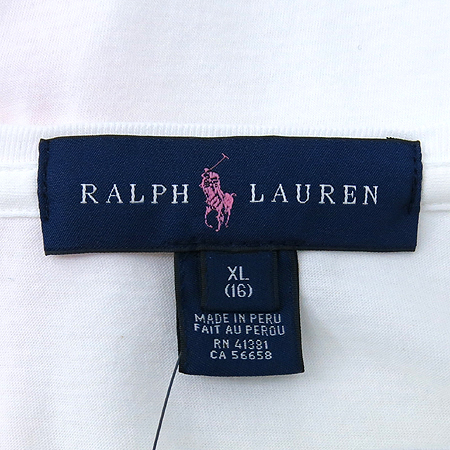 RALPH LAUREN
XL
(16)
MADE IN PERU
FAIT AU PEROU
RN 41381
CA 56658